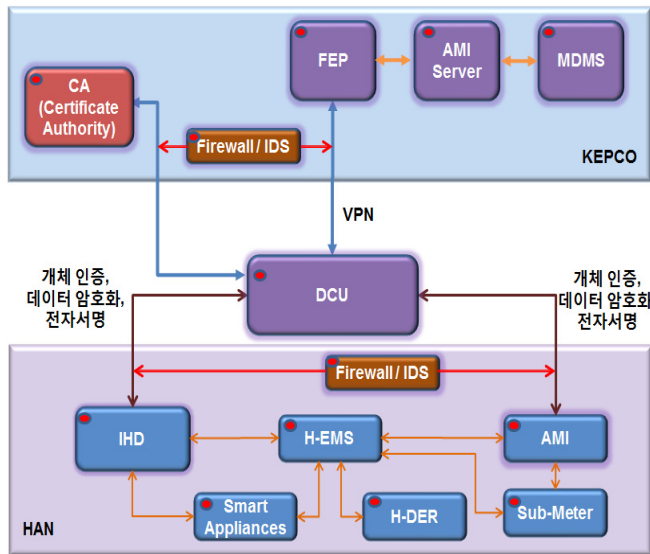 FEP
AMI
Server
MDMS
CA
(Certificate
Authority)
Firewall / IDS
KEPCO
VPN
개체 인증,
데이터 암호화,
전자서명
DCU
개체 인증,
데이터 암호화
전자서명
Firewall / IDS
IHD
H-EMS
AMI
Smart
Appliances
H-DER
Sub-Meter
HAN